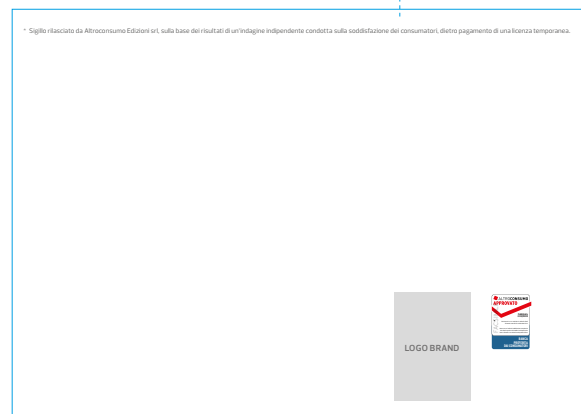 * Sigillo rilasciato da Altroconsumo Edizioni srl, sulla base dei risultati di un'indagine indipendente condotta sulla soddisfazione dei consumatori, dietro pagamento di una licenza temporanea.
ALTROCONSUMO
APPROVATO
LOGO BRAND